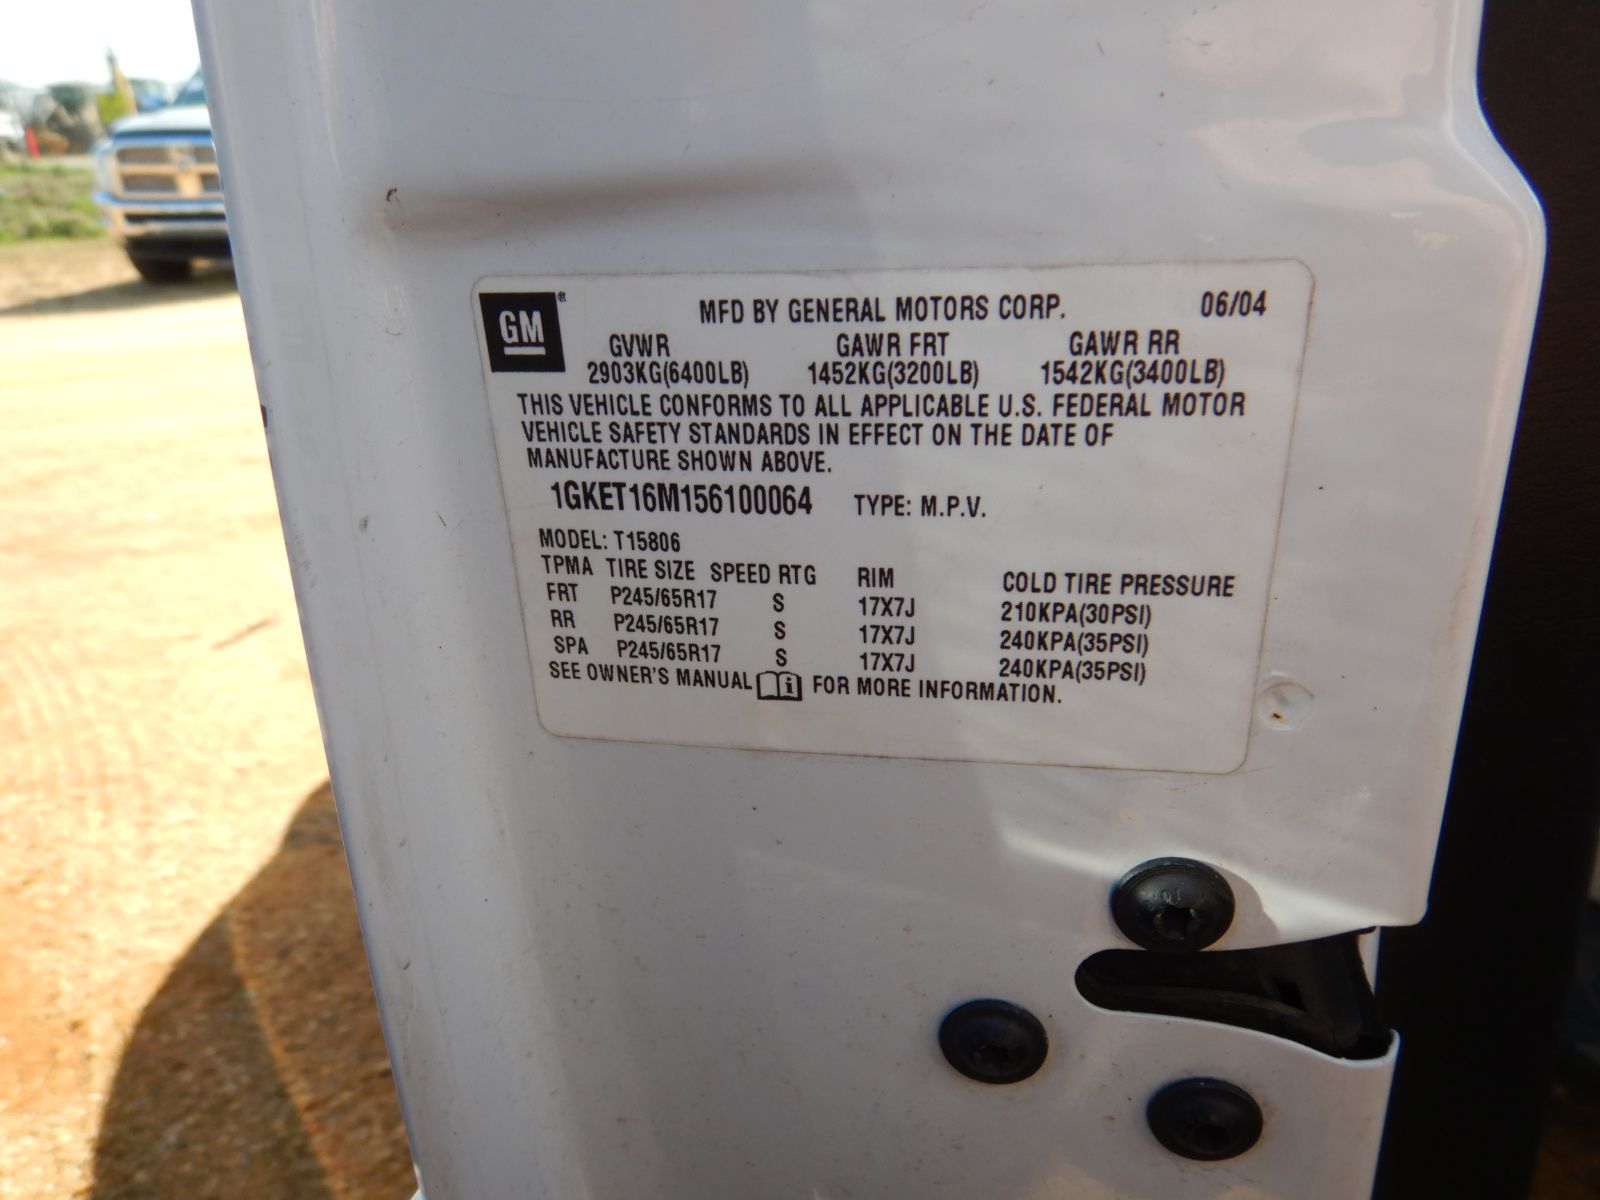 GM ® MFD BY GENERAL MOTORS CORP. 06/04
GVWR GAWR FRT GAWR RR
2903KG(6400LB) 1452KG(3200LB) 1542KG(3400LB)
THIS VEHICLE CONFORMS TO ALL APPLICABLE U.S. FEDERAL MOTOR
VEHICLE SAFETY STANDARDS IN EFFECT ON THE DATE OF
MANUFACTURE SHOWN ABOVE.
1GKET16M156100064 TYPE: M.P.V.
MODEL: T15806
TPMA TIRE SIZE SPEED RTG RIM COLD TIRE PRESSURE
FRT P245/65R17 S 17X7J 210KPA(30PSI)
RR P245/65R17 S 17X7J 240KPA(35PSI)
SPA P245/65R17 S 17X7J 240KPA(35PSI)
SEE OWNER'S MANUAL i FOR MORE INFORMATION.